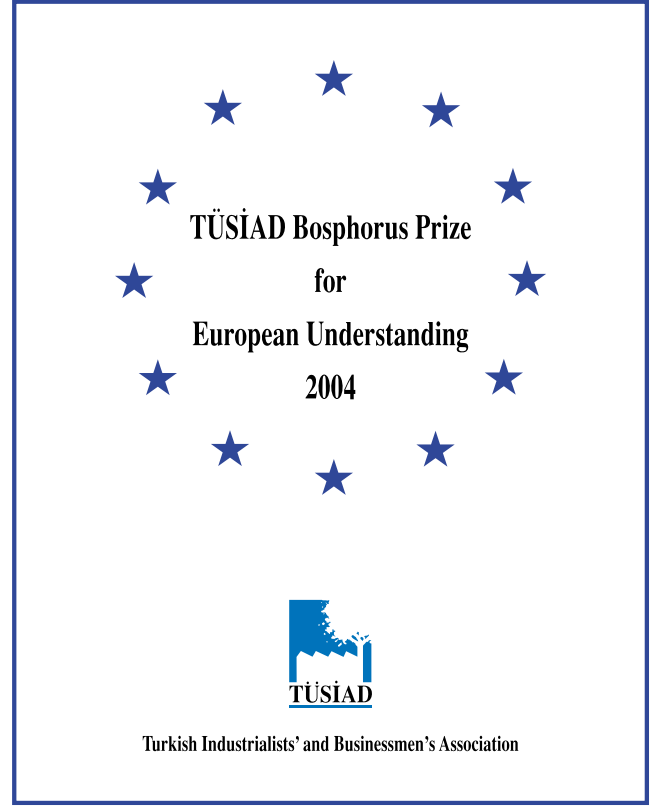 TÜSİAD Bosphorus Prize
for
European Understanding
2004
TÜSİAD
Turkish Industrialists' and Businessmen's Association